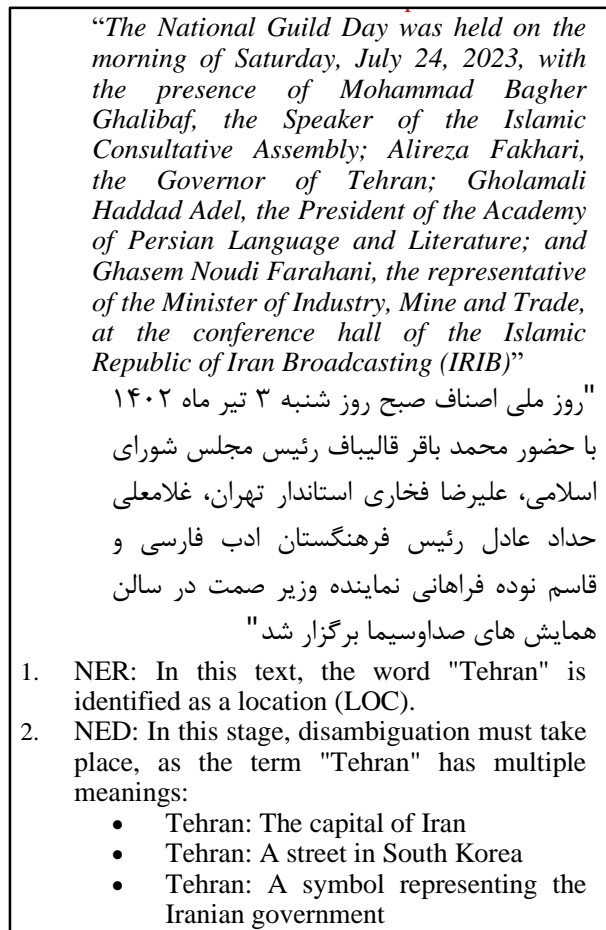 “The National Guild Day was held on the
morning of Saturday, July 24, 2023, with
the presence of Mohammad Bagher
Ghalibaf, the Speaker of the Islamic
Consultative Assembly; Alireza Fakhari,
the Governor of Tehran; Gholamali
Haddad Adel, the President of the Academy
of Persian Language and Literature; and
Ghasem Noudi Farahani, the representative
of the Minister of Industry, Mine and Trade,
at the conference hall of the Islamic
Republic of Iran Broadcasting (IRIB)”
"روز ملی اصناف صبح روز شنبه ۳ تیر ماه ۱۴۰۲
با حضور محمد باقر قالیباف رئیس مجلس شورای
اسلامی، علیرضا فخاری استاندار تهران، غلامعلی
حداد عادل رئیس فرهنگستان ادب فارسی و
قاسم نوده فراهانی نماینده وزیر صمت در سالن
همایش های صداوسیما برگزار شد"
1. NER: In this text, the word "Tehran" is
identified as a location (LOC).
2. NED: In this stage, disambiguation must take
place, as the term "Tehran" has multiple
meanings:
• Tehran: The capital of Iran
• Tehran: A street in South Korea
• Tehran: A symbol representing the
Iranian government